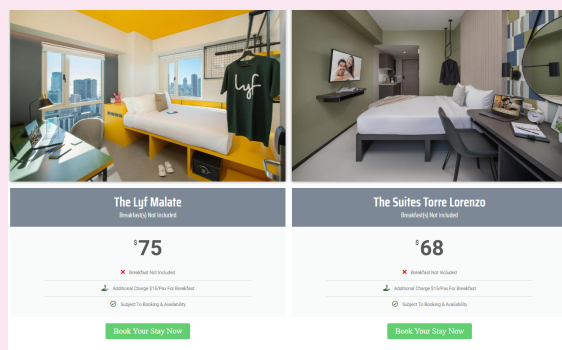 lyf
The Lyf Malate
Breakfast(s) Not Included
$75
Breakfast Not Included
Additional Charge $15/Pax For Breakfast
Subject To Booking & Availability
Book Your Stay Now
The Suites Torre Lorenzo
Breakfast(s) Not Included
$68
Breakfast Not Included
Additional Charge $15/Pax For Breakfast
Subject To Booking & Availability
Book Your Stay Now